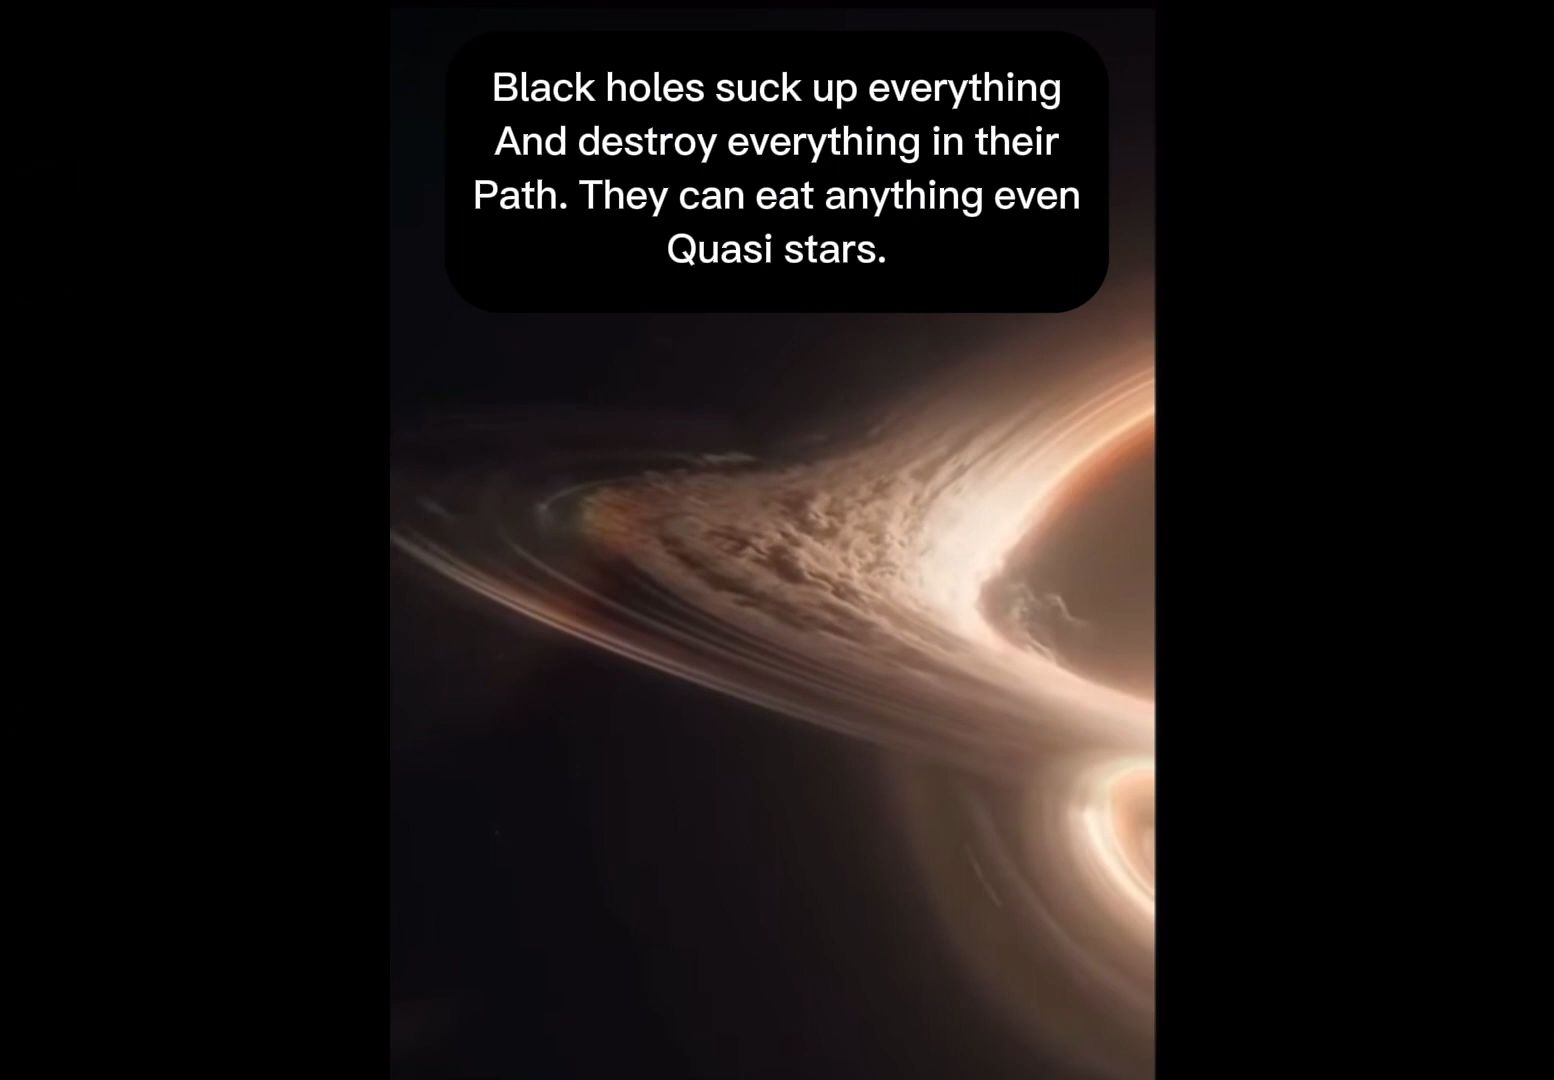 Black holes suck up everything
And destroy everything in their
Path. They can eat anything even
Quasi stars.